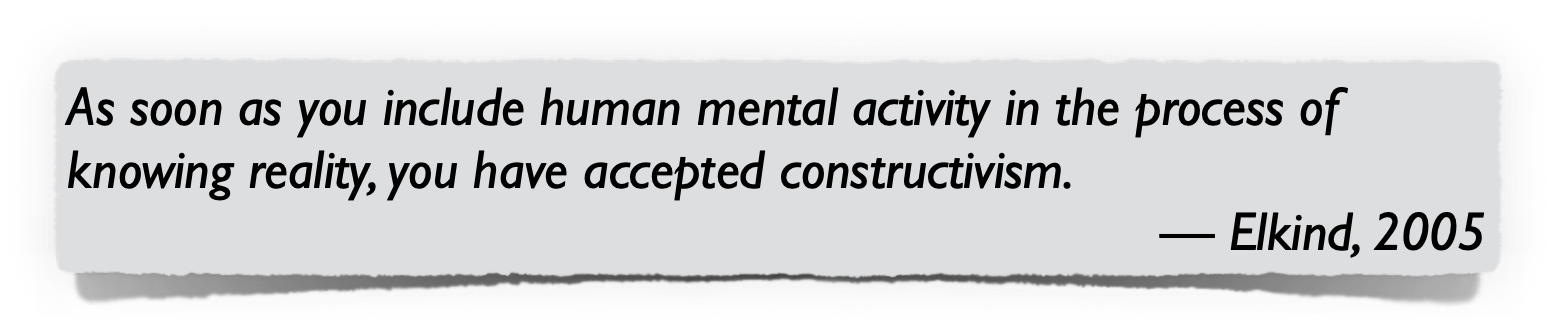 As soon as you include human mental activity in the process of
knowing reality, you have accepted constructivism.
— Elkind, 2005